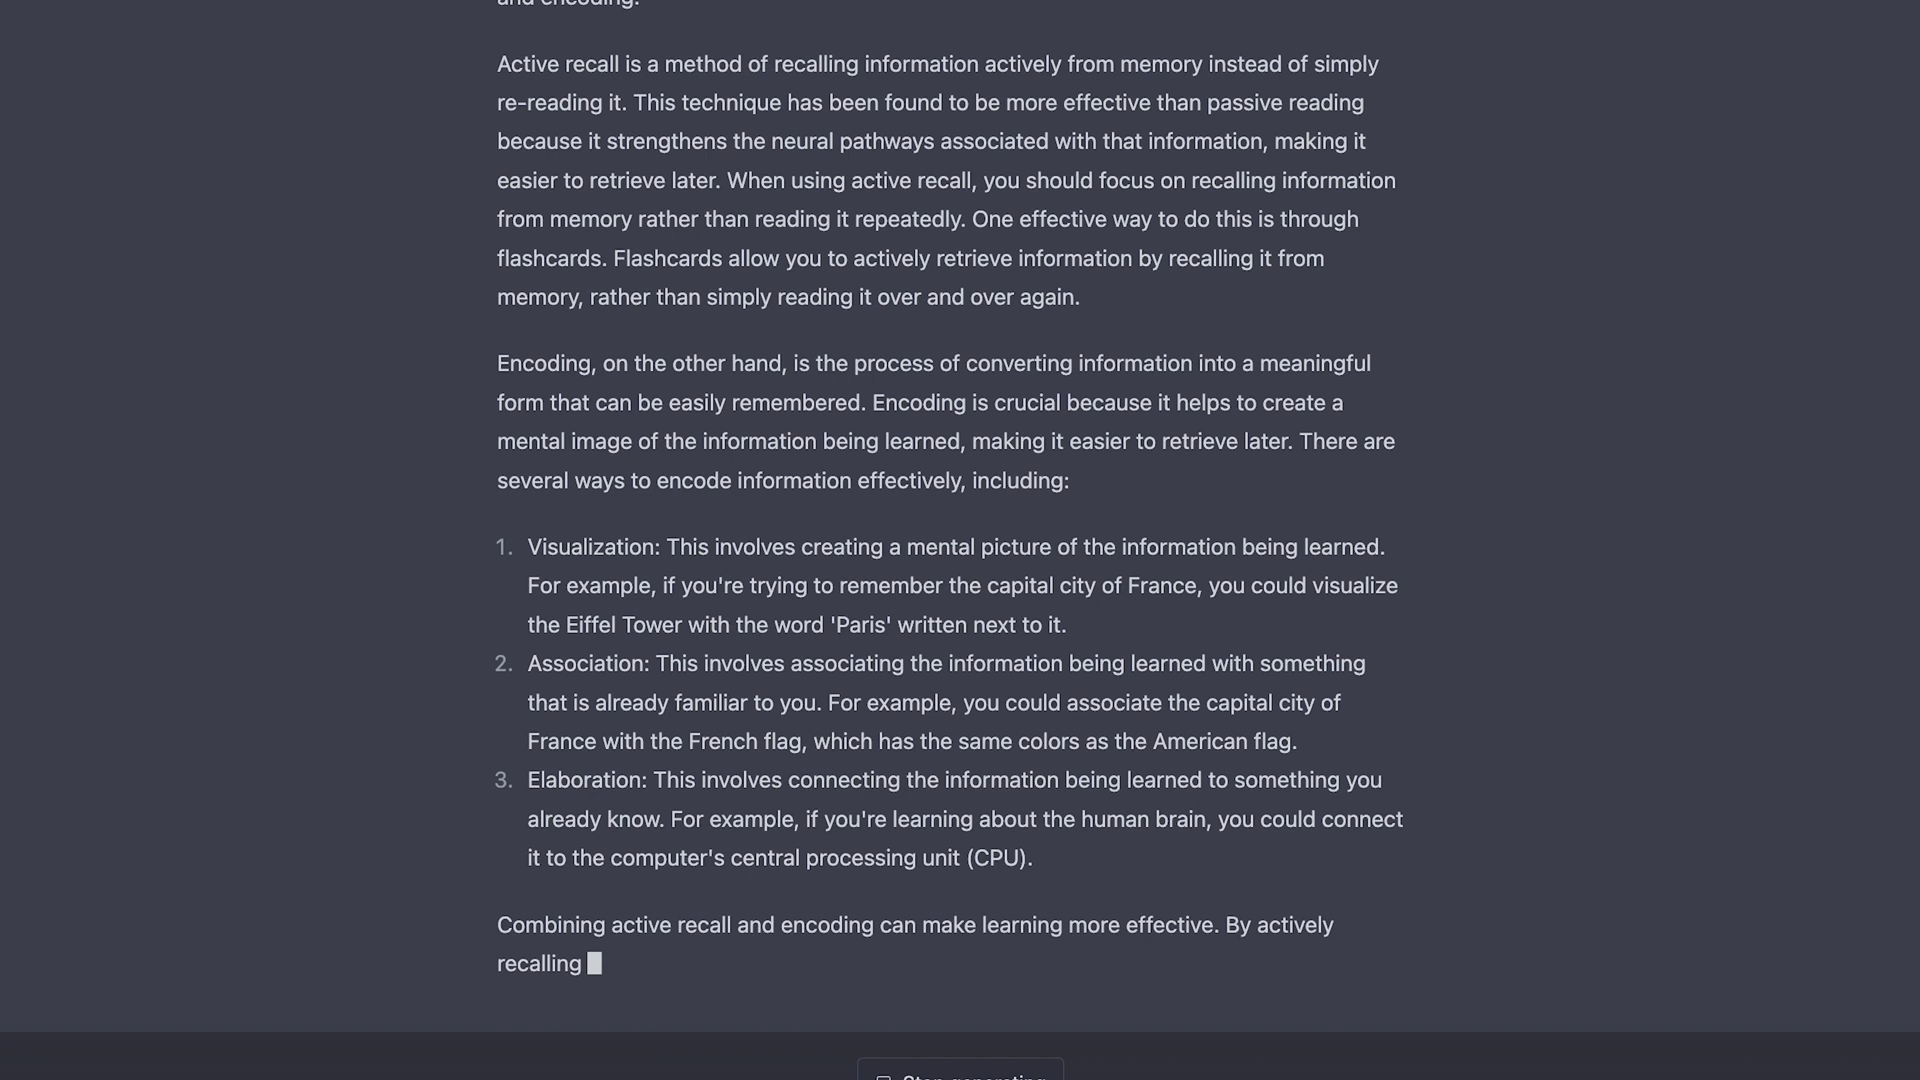 and encoding.
Active recall is a method of recalling information actively from memory instead of simply
re-reading it. This technique has been found to be more effective than passive reading
because it strengthens the neural pathways associated with that information, making it
easier to retrieve later. When using active recall, you should focus on recalling information
from memory rather than reading it repeatedly. One effective way to do this is through
flashcards. Flashcards allow you to actively retrieve information by recalling it from
memory, rather than simply reading it over and over again.
Encoding, on the other hand, is the process of converting information into a meaningful
form that can be easily remembered. Encoding is crucial because it helps to create a
mental image of the information being learned, making it easier to retrieve later. There are
several ways to encode information effectively, including:
1. Visualization: This involves creating a mental picture of the information being learned.
For example, if you're trying to remember the capital city of France, you could visualize
the Eiffel Tower with the word 'Paris' written next to it.
2. Association: This involves associating the information being learned with something
that is already familiar to you. For example, you could associate the capital city of
France with the French flag, which has the same colors as the American flag.
3. Elaboration: This involves connecting the information being learned to something you
already know. For example, if you're learning about the human brain, you could connect
it to the computer's central processing unit (CPU).
Combining active recall and encoding can make learning more effective. By actively
recalling
Stop generating